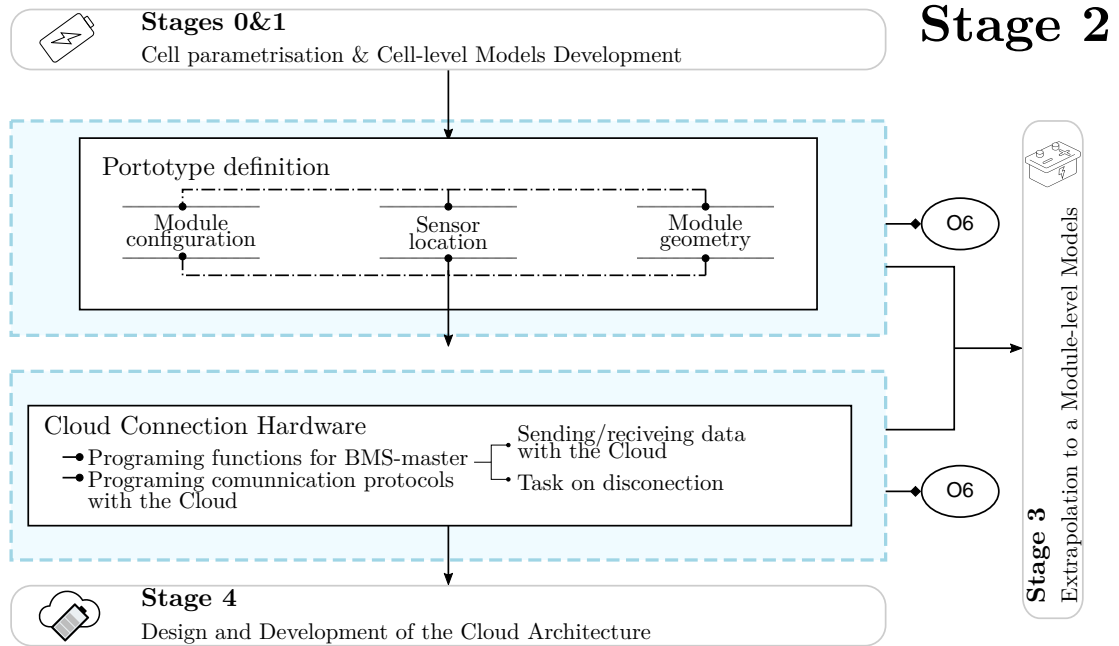 Stage 2
Stages 0&1
Cell parametrisation & Cell-level Models Development
Portotype definition
Module
configuration
Sensor
location
Module
geometry
O6
Cloud Connection Hardware
Programing functions for BMS-master
Programing comunnication protocols
with the Cloud
Sending/reciveing data
with the Cloud
Task on disconection
O6
Stage 3
Extrapolation to a Module-level Models
Stage 4
Design and Development of the Cloud Architecture